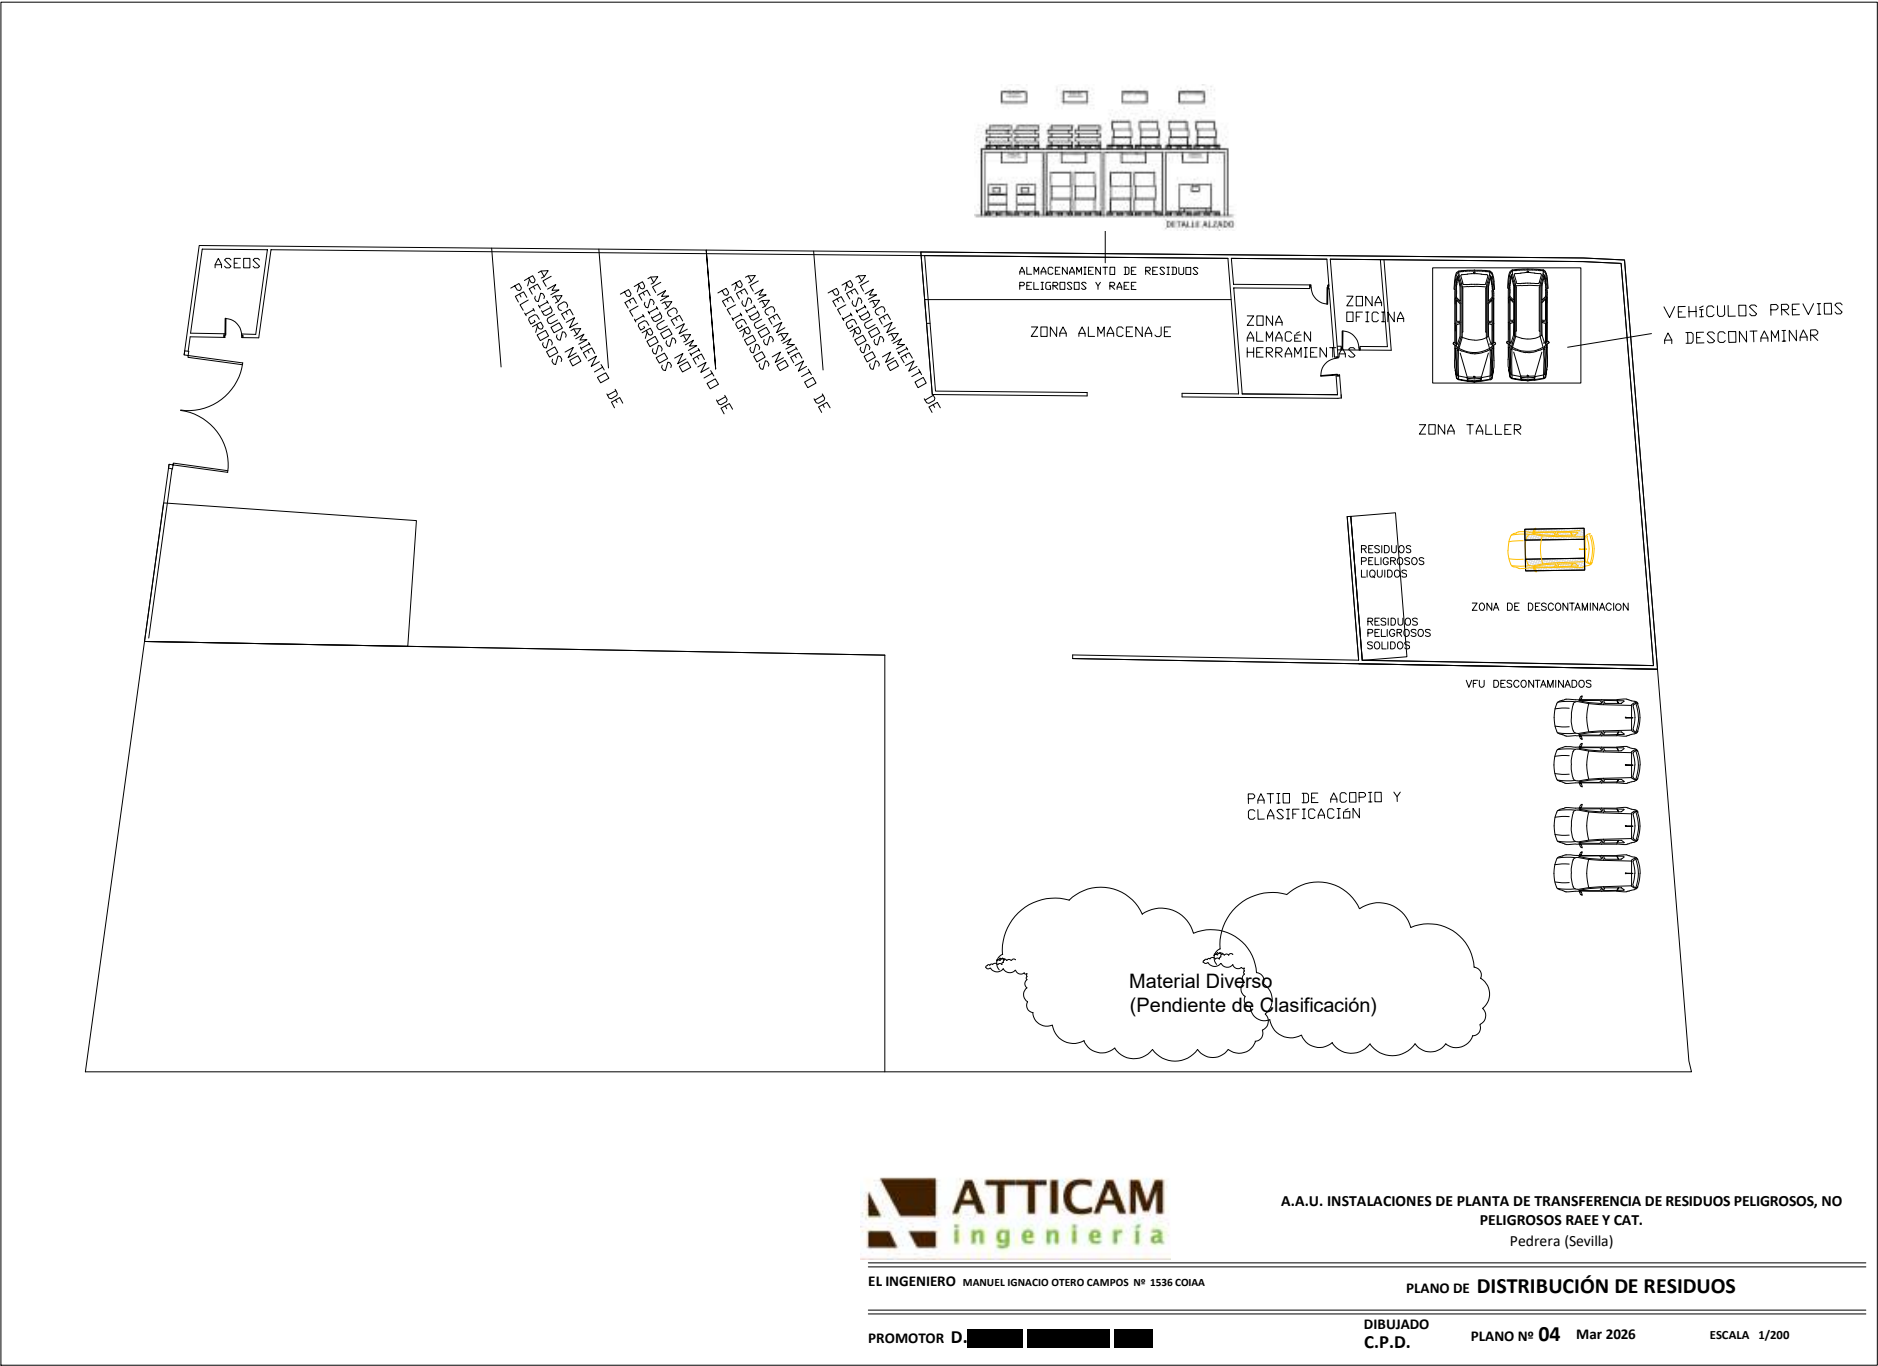 DETALLE ALZADO
ASEOS
ALMACENAMIENTO DE
RESIDUOS NO
PELIGROSOS
ALMACENAMIENTO DE
RESIDUOS NO
PELIGROSOS
ALMACENAMIENTO DE
RESIDUOS NO
PELIGROSOS
ALMACENAMIENTO DE
RESIDUOS NO
PELIGROSOS
ALMACENAMIENTO DE RESIDUOS
PELIGROSOS Y RAEE
ZONA ALMACENAJE
ZONA
ALMACéN
HERRAMIENTAS
ZONA
OFICINA
VEHíCULOS PREVIOS
A DESCONTAMINAR
ZONA TALLER
RESIDUOS
PELIGROSOS
LIQUIDOS
RESIDUOS
PELIGROSOS
SOLIDOS
ZONA DE DESCONTAMINACION
VFU DESCONTAMINADOS
PATIO DE ACOPIO Y
CLASIFICACIóN
Material Diverso
(Pendiente de Clasificación)
ATTICAM
ingeniería
A.A.U. INSTALACIONES DE PLANTA DE TRANSFERENCIA DE RESIDUOS PELIGROSOS, NO
PELIGROSOS RAEE Y CAT.
Pedrera (Sevilla)
EL INGENIERO MANUEL IGNACIO OTERO CAMPOS Nº 1536 COIAA
PLANO DE DISTRIBUCIÓN DE RESIDUOS
PROMOTOR D.
DIBUJADO
C.P.D.
PLANO Nº 04 Mar 2026
ESCALA 1/200